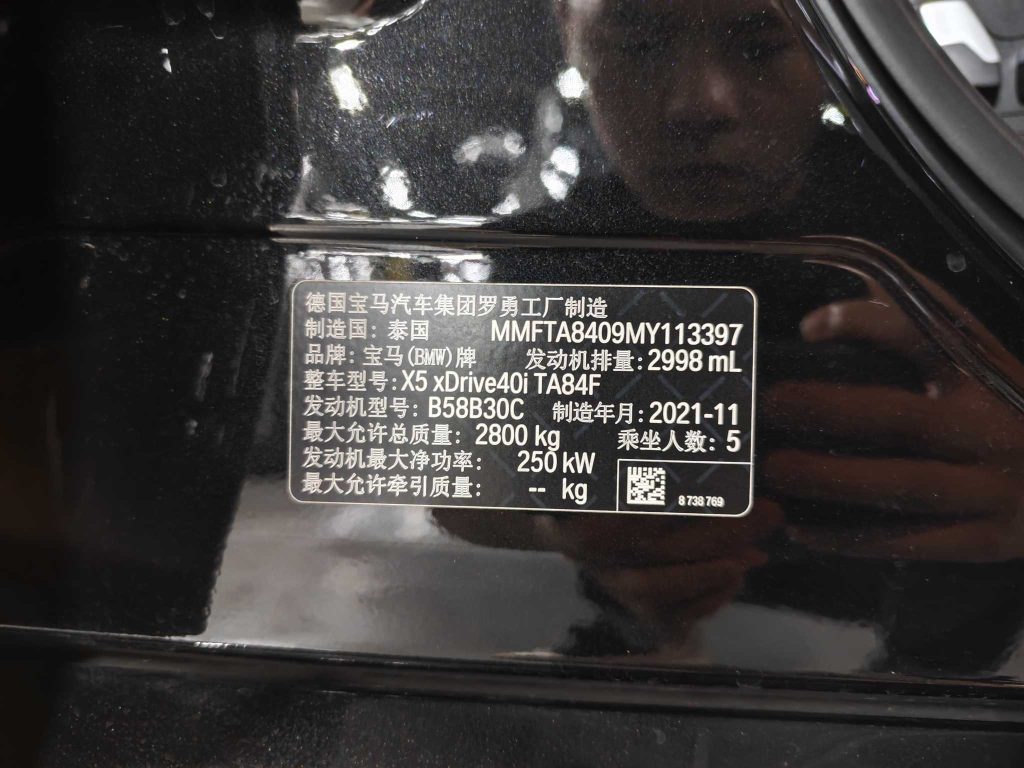 德国宝马汽车集团罗勇工厂制造
制造国: 泰国 MMFTA8409MY113397
品牌: 宝马(BMW)牌 发动机排量: 2998 mL
整车型号: X5 xDrive40i TA84F
发动机型号: B58B30C 制造年月: 2021-11
最大允许总质量: 2800 kg 乘坐人数: 5
发动机最大净功率: 250 kW
最大允许牵引质量: -- kg
8 738 769